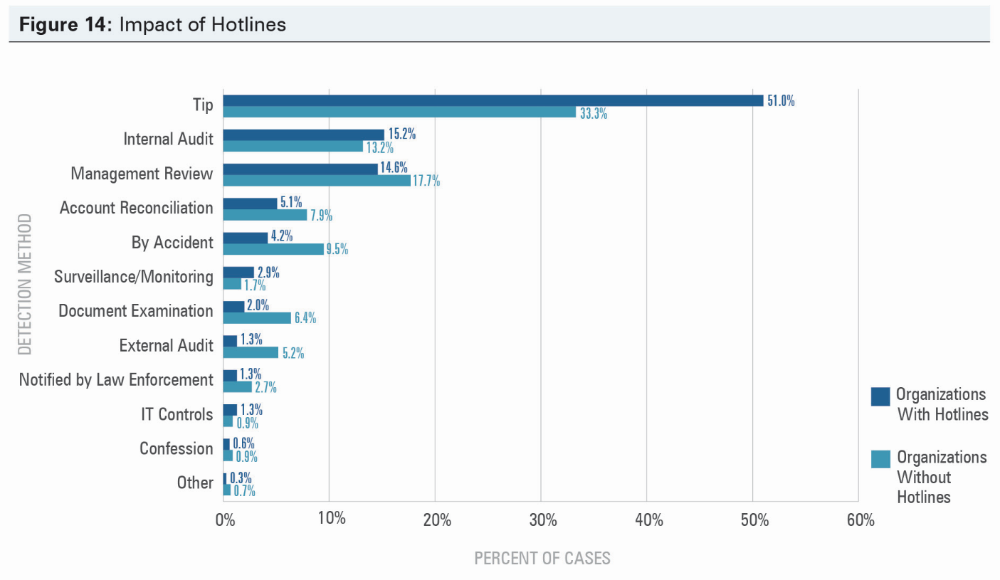 Figure 14: Impact of Hotlines
Tip
51.0%
33.3%
Internal Audit
15.2%
13.2%
Management Review
14.6%
17.7%
Account Reconciliation
5.1%
7.9%
By Accident
4.2%
9.5%
Surveillance/Monitoring
2.9%
1.7%
Document Examination
2.0%
6.4%
External Audit
1.3%
5.2%
Notified by Law Enforcement
1.3%
2.7%
IT Controls
1.3%
0.9%
Confession
0.6%
0.9%
Other
0.3%
0.7%
DETECTION METHOD
0% 10% 20% 30% 40% 50% 60%
PERCENT OF CASES
Organizations
With Hotlines
Organizations
Without
Hotlines